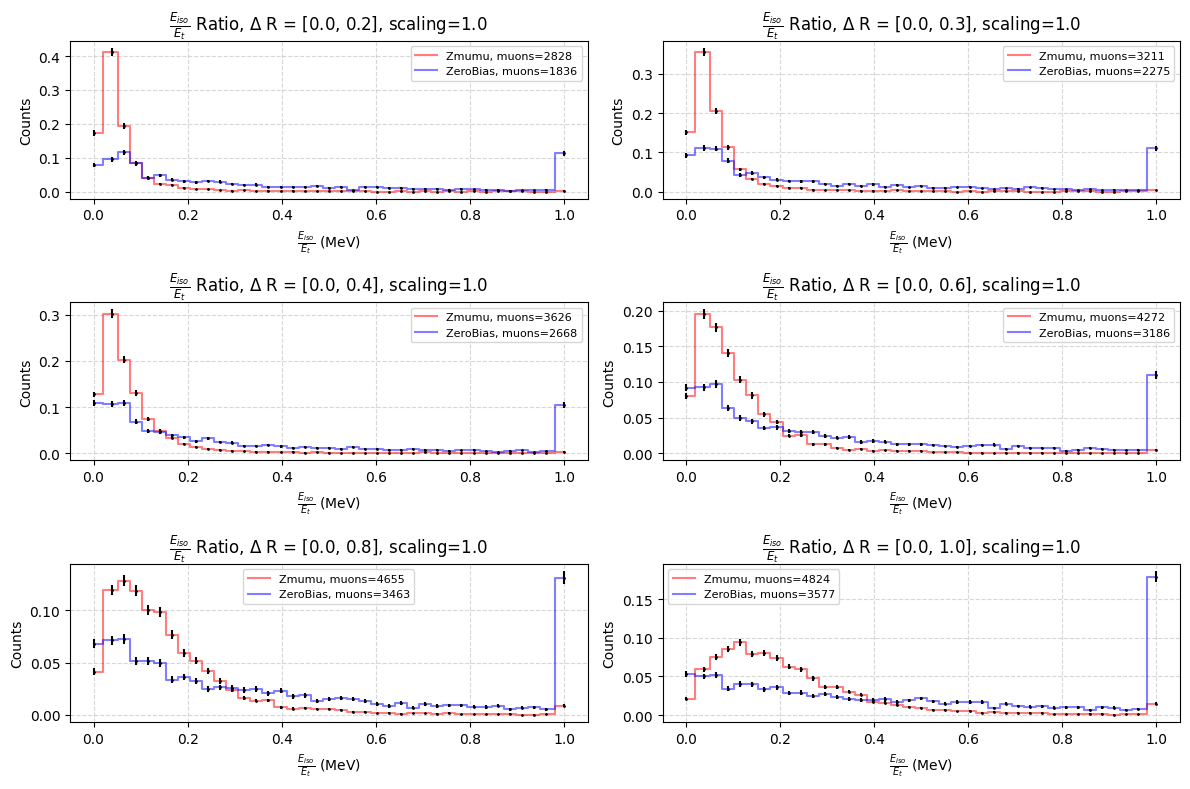 E_iso/E_t Ratio, Δ R = [0.0, 0.2], scaling=1.0
Counts
0.4
0.3
0.2
0.1
0.0
Zmumu, muons=2828
ZeroBias, muons=1836
0.0 0.2 0.4 0.6 0.8 1.0
E_iso/E_t (MeV)
E_iso/E_t Ratio, Δ R = [0.0, 0.3], scaling=1.0
Counts
0.3
0.2
0.1
0.0
Zmumu, muons=3211
ZeroBias, muons=2275
0.0 0.2 0.4 0.6 0.8 1.0
E_iso/E_t (MeV)
E_iso/E_t Ratio, Δ R = [0.0, 0.4], scaling=1.0
Counts
0.3
0.2
0.1
0.0
Zmumu, muons=3626
ZeroBias, muons=2668
0.0 0.2 0.4 0.6 0.8 1.0
E_iso/E_t (MeV)
E_iso/E_t Ratio, Δ R = [0.0, 0.6], scaling=1.0
Counts
0.20
0.15
0.10
0.05
0.00
Zmumu, muons=4272
ZeroBias, muons=3186
0.0 0.2 0.4 0.6 0.8 1.0
E_iso/E_t (MeV)
E_iso/E_t Ratio, Δ R = [0.0, 0.8], scaling=1.0
Counts
0.10
0.05
0.00
Zmumu, muons=4655
ZeroBias, muons=3463
0.0 0.2 0.4 0.6 0.8 1.0
E_iso/E_t (MeV)
E_iso/E_t Ratio, Δ R = [0.0, 1.0], scaling=1.0
Counts
0.15
0.10
0.05
0.00
Zmumu, muons=4824
ZeroBias, muons=3577
0.0 0.2 0.4 0.6 0.8 1.0
E_iso/E_t (MeV)